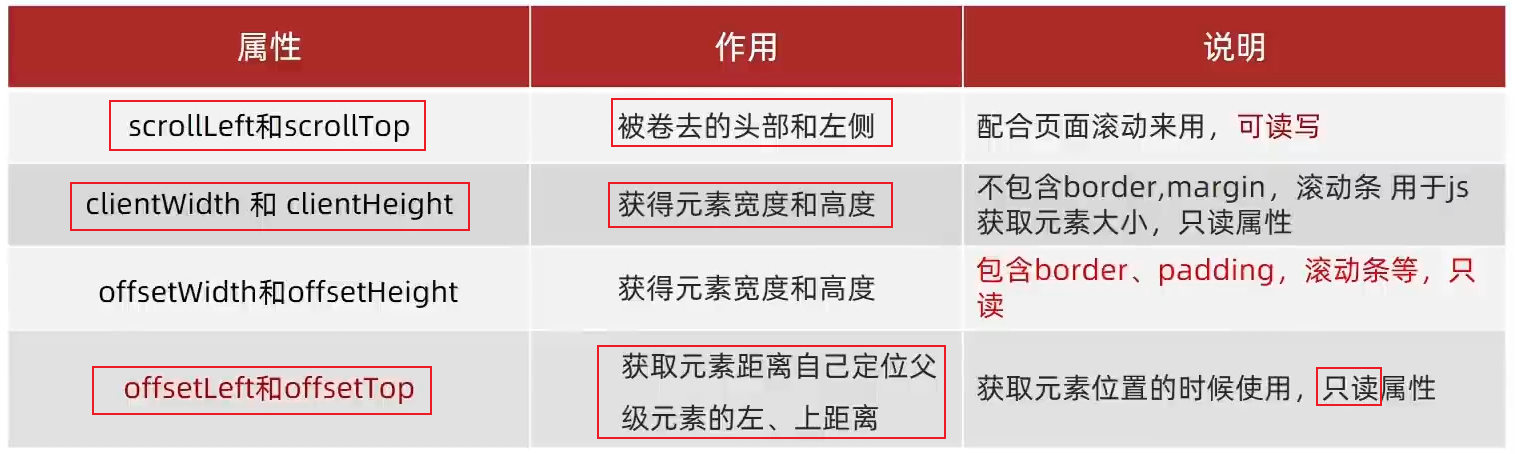 属性 作用 说明
scrollLeft和scrollTop 被卷去的头部和左侧 配合页面滚动来用，可读写
clientWidth 和 clientHeight 获得元素宽度和高度 不包含border,margin，滚动条 用于js
获取元素大小，只读属性
offsetWidth和offsetHeight 获得元素宽度和高度 包含border、padding，滚动条等，只
读
offsetLeft和offsetTop 获取元素距离自己定位父
级元素的左、上距离 获取元素位置的时候使用，只读属性